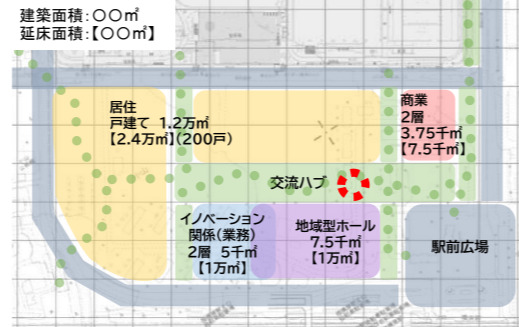 建築面積：〇〇㎡
延床面積：【〇〇㎡】
居住
戸建て 1.2万㎡
【2.4万㎡】(200戸)
商業
2層
3.75千㎡
【7.5千㎡】
交流ハブ
イノベーション
関係(業務)
2層 5千㎡
【1万㎡】
地域型ホール
7.5千㎡
【1万㎡】
駅前広場